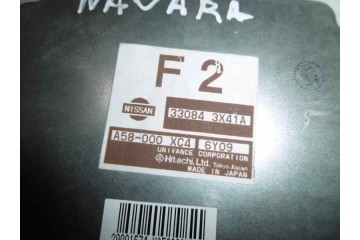 NAVARA
F 2
NISSAN
33084 3X41A
A58-000 XC4 6Y09
UNIVANCE CORPORATION
Hitachi, Ltd. Tokyo Japan
MADE IN JAPAN